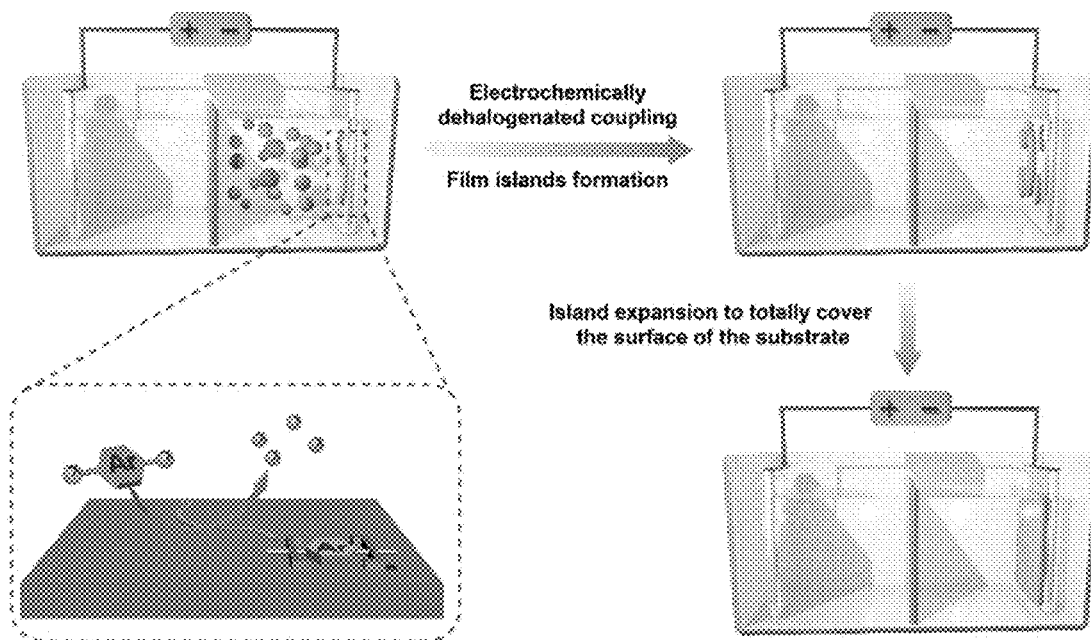 + −
+ −
Electrochemically
dehalogenated coupling
Film islands formation
Island expansion to totally cover
the surface of the substrate
+ −